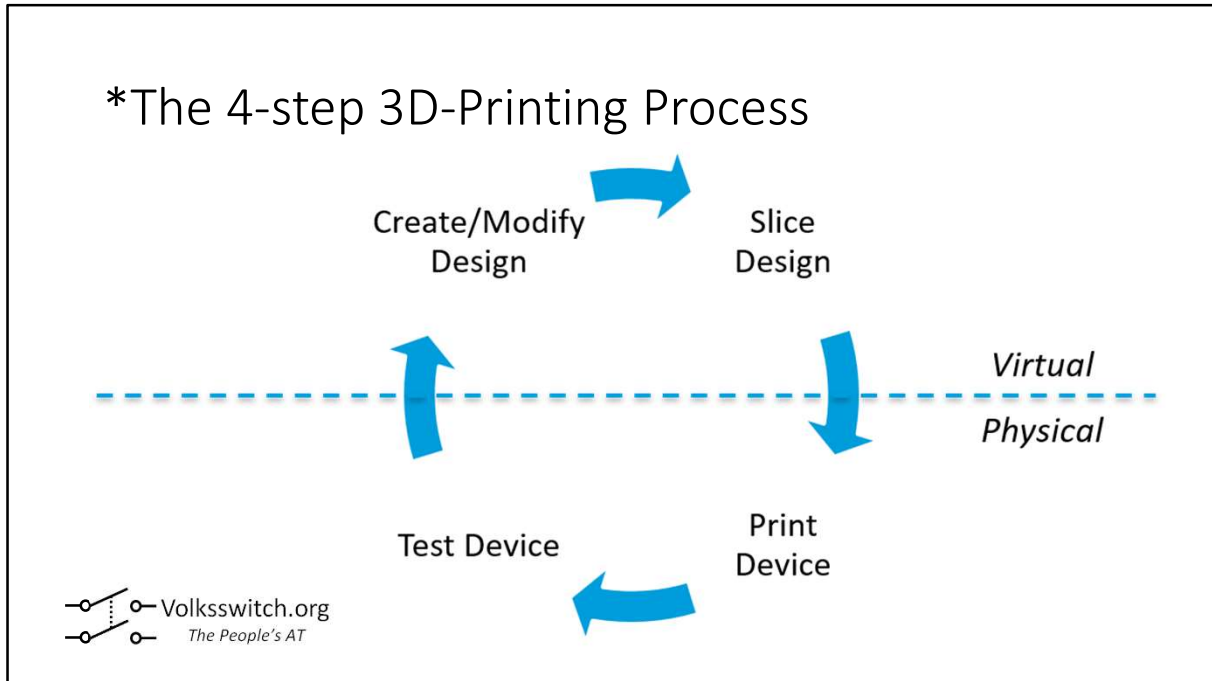 *The 4-step 3D-Printing Process
Create/Modify
Design
Slice
Design
Virtual
Physical
Test Device
Print
Device
Volksswitch.org
The People's AT